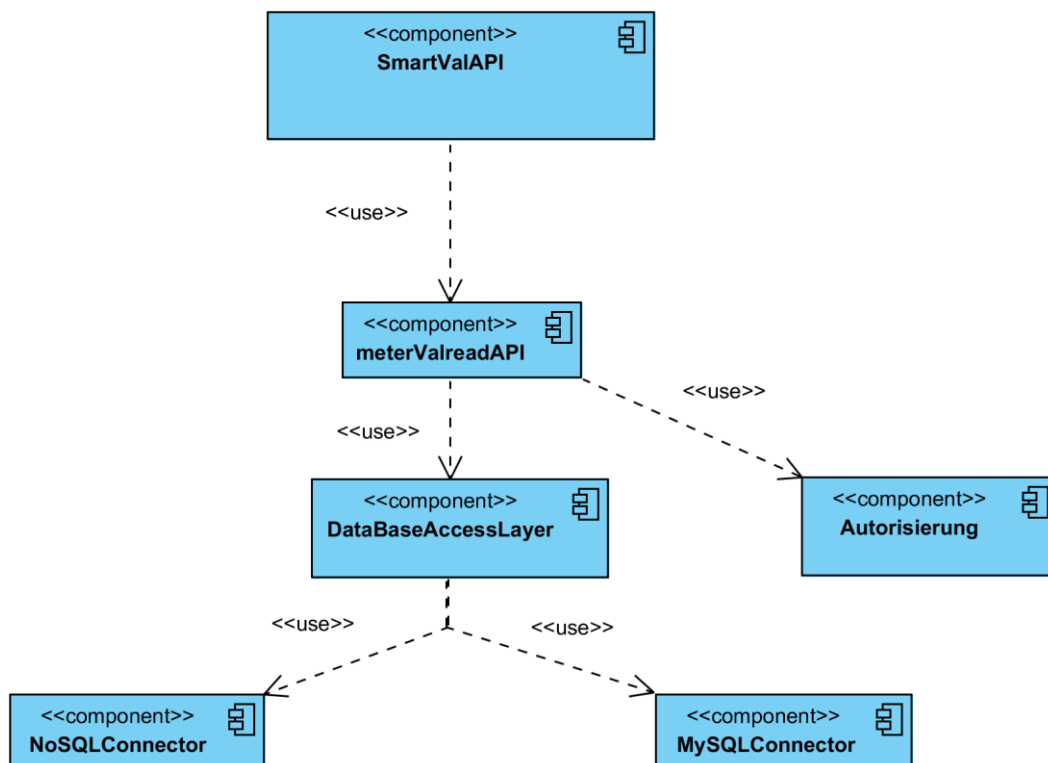 <<component>>
SmartValAPI
<<use>>
<<component>>
meterValreadAPI
<<use>>
<<use>>
<<component>>
DataBaseAccessLayer
<<component>>
Autorisierung
<<use>>
<<use>>
<<component>>
NoSQLConnector
<<component>>
MySQLConnector